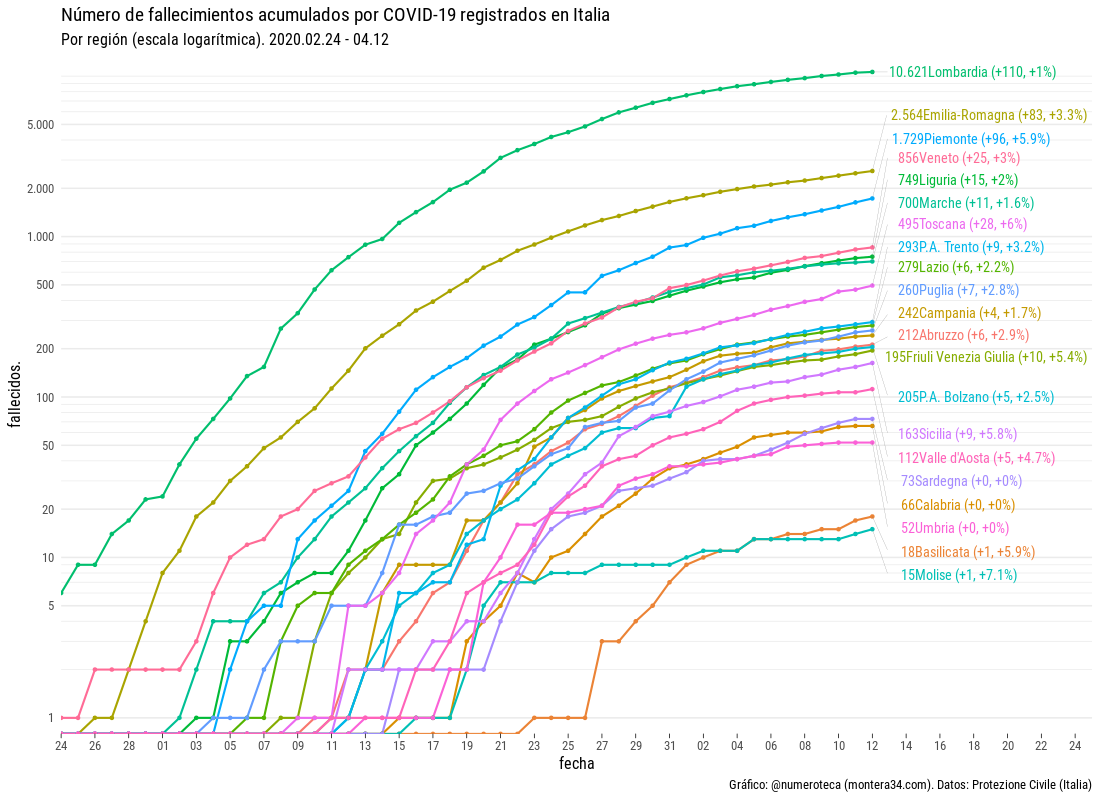 Número de fallecimientos acumulados por COVID-19 registrados en Italia
Por región (escala logarítmica). 2020.02.24 - 04.12
fallecidos.
5.000
2.000
1.000
500
200
100
50
20
10
5
1
10.621Lombardia (+110, +1%)
2.564Emilia-Romagna (+83, +3.3%)
1.729Piemonte (+96, +5.9%)
856Veneto (+25, +3%)
749Liguria (+15, +2%)
700Marche (+11, +1.6%)
495Toscana (+28, +6%)
293P.A. Trento (+9, +3.2%)
279Lazio (+6, +2.2%)
260Puglia (+7, +2.8%)
242Campania (+4, +1.7%)
212Abruzzo (+6, +2.9%)
195Friuli Venezia Giulia (+10, +5.4%)
205P.A. Bolzano (+5, +2.5%)
163Sicilia (+9, +5.8%)
112Valle d'Aosta (+5, +4.7%)
73Sardegna (+0, +0%)
66Calabria (+0, +0%)
52Umbria (+0, +0%)
18Basilicata (+1, +5.9%)
15Molise (+1, +7.1%)
24 26 28 01 03 05 07 09 11 13 15 17 19 21 23 25 27 29 31 02 04 06 08 10 12 14 16 18 20 22 24
fecha
Gráfico: @numeroteca (montera34.com). Datos: Protezione Civile (Italia)